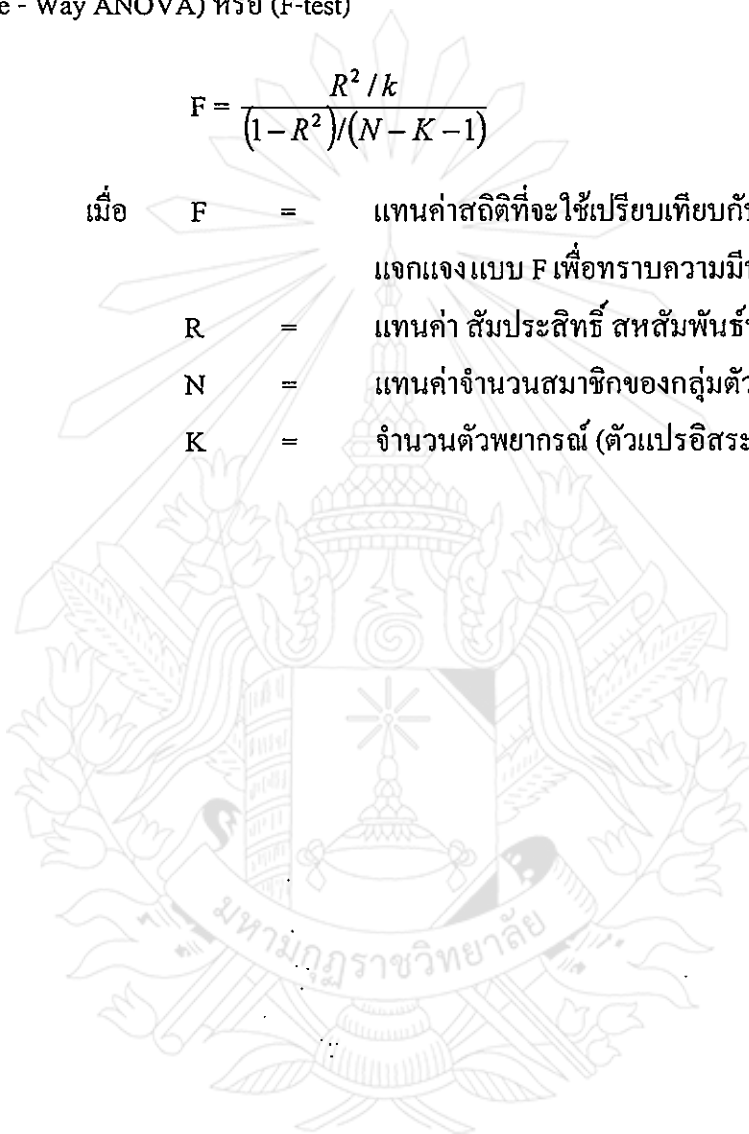 e - Way ANOVA) หรือ (F-test)
F = \frac{R^2 / k}{(1 - R^2)/(N - K - 1)}
เมื่อ F = แทนค่าสถิติที่จะใช้เปรียบเทียบกับ
แจกแจงแบบ F เพื่อทราบความมี
R = แทนค่า สัมประสิทธิ์ สหสัมพันธ์
N = แทนค่าจำนวนสมาชิกของกลุ่มตัว
K = จำนวนตัวพยากรณ์ (ตัวแปรอิสระ
มหามกุฏราชวิทยาลัย